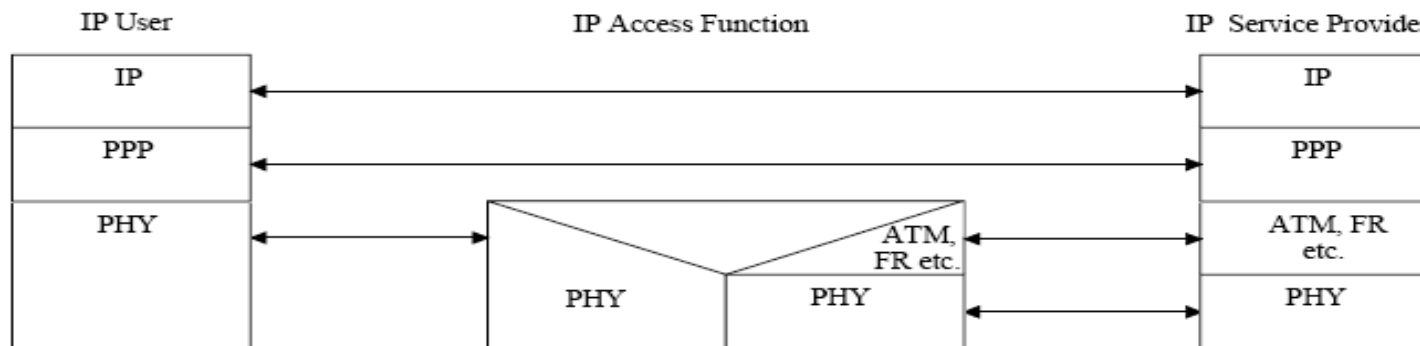 IP User
IP Access Function
IP Service Provide
IP
IP
PPP
PPP
PHY
ATM,
FR etc.
ATM, FR
etc.
PHY
PHY
PHY